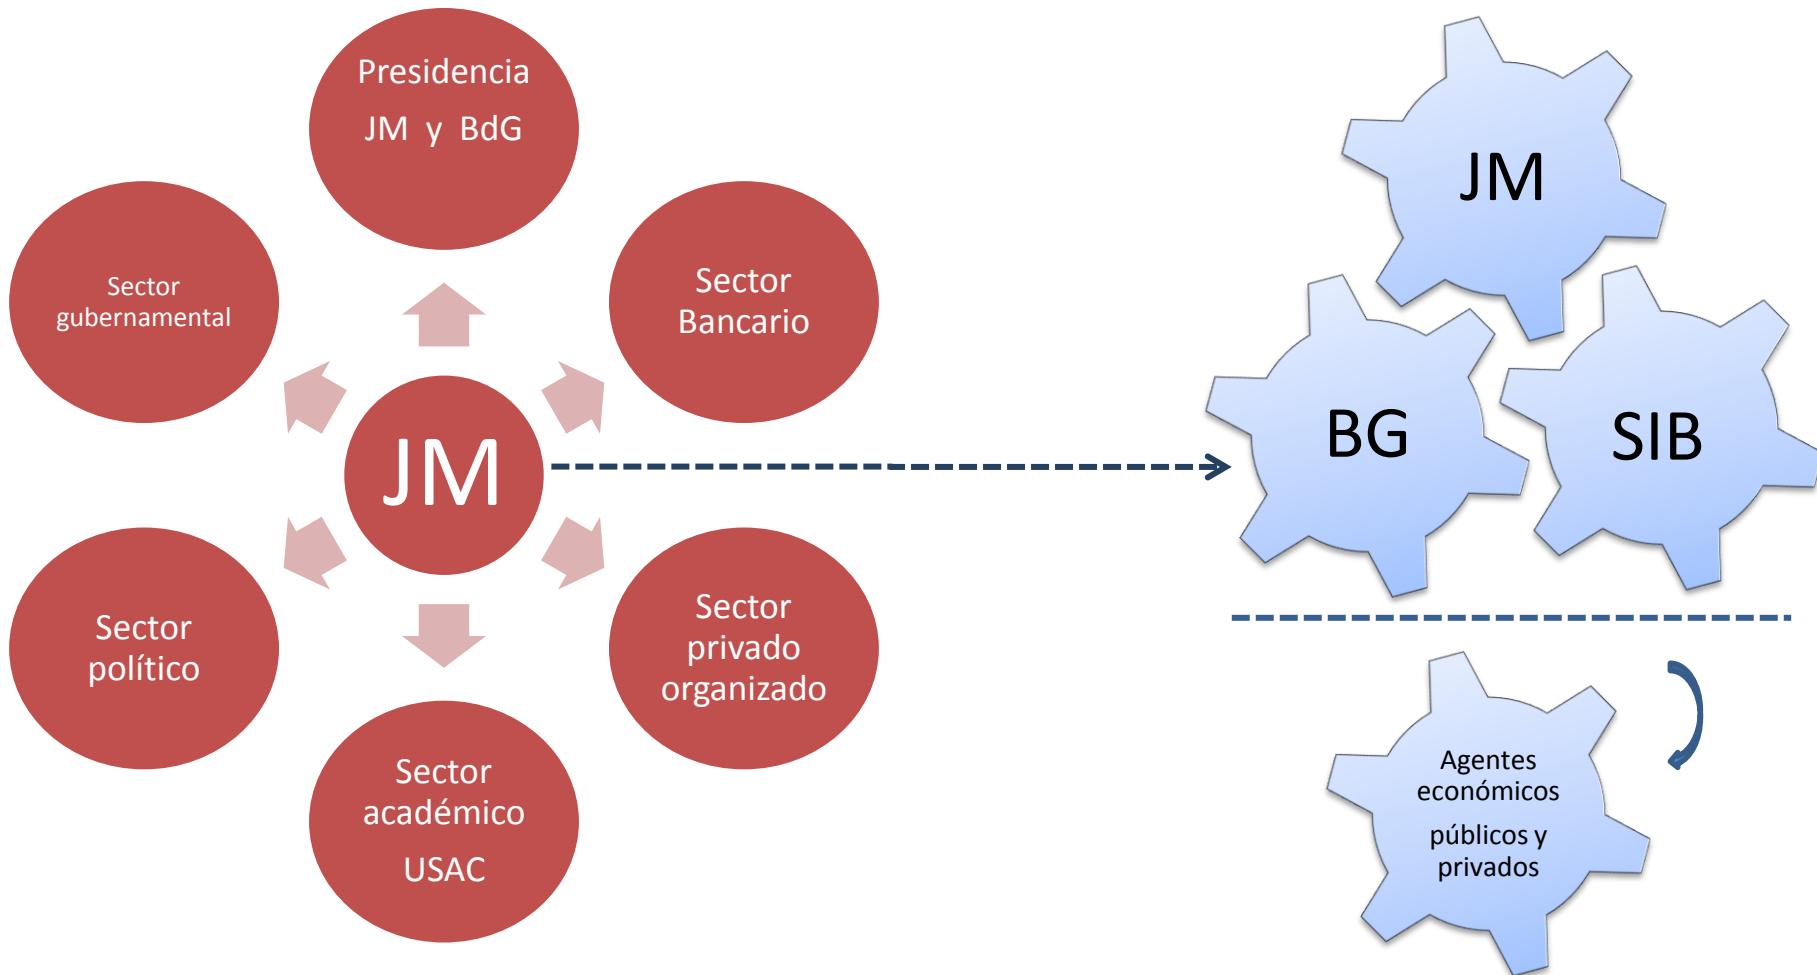 Presidencia
JM y BdG
Sector
gubernamental
Sector
Bancario
JM
Sector
político
Sector
privado
organizado
Sector
académico
USAC
JM
BG
SIB
Agentes
económicos
públicos y
privados